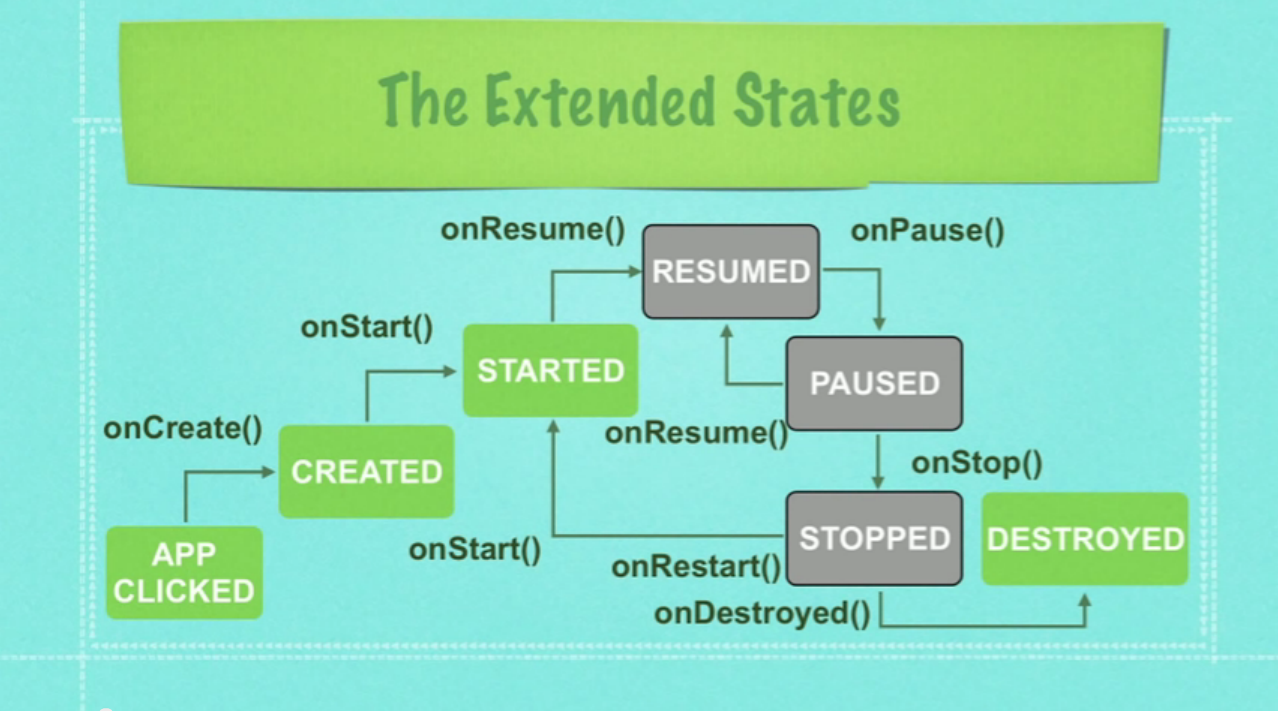 The Extended States
onResume()
RESUMED
onPause()
onStart()
STARTED
PAUSED
onCreate()
onResume()
CREATED
onStop()
APP
CLICKED
onStart()
STOPPED
DESTROYED
onRestart()
onDestroyed()